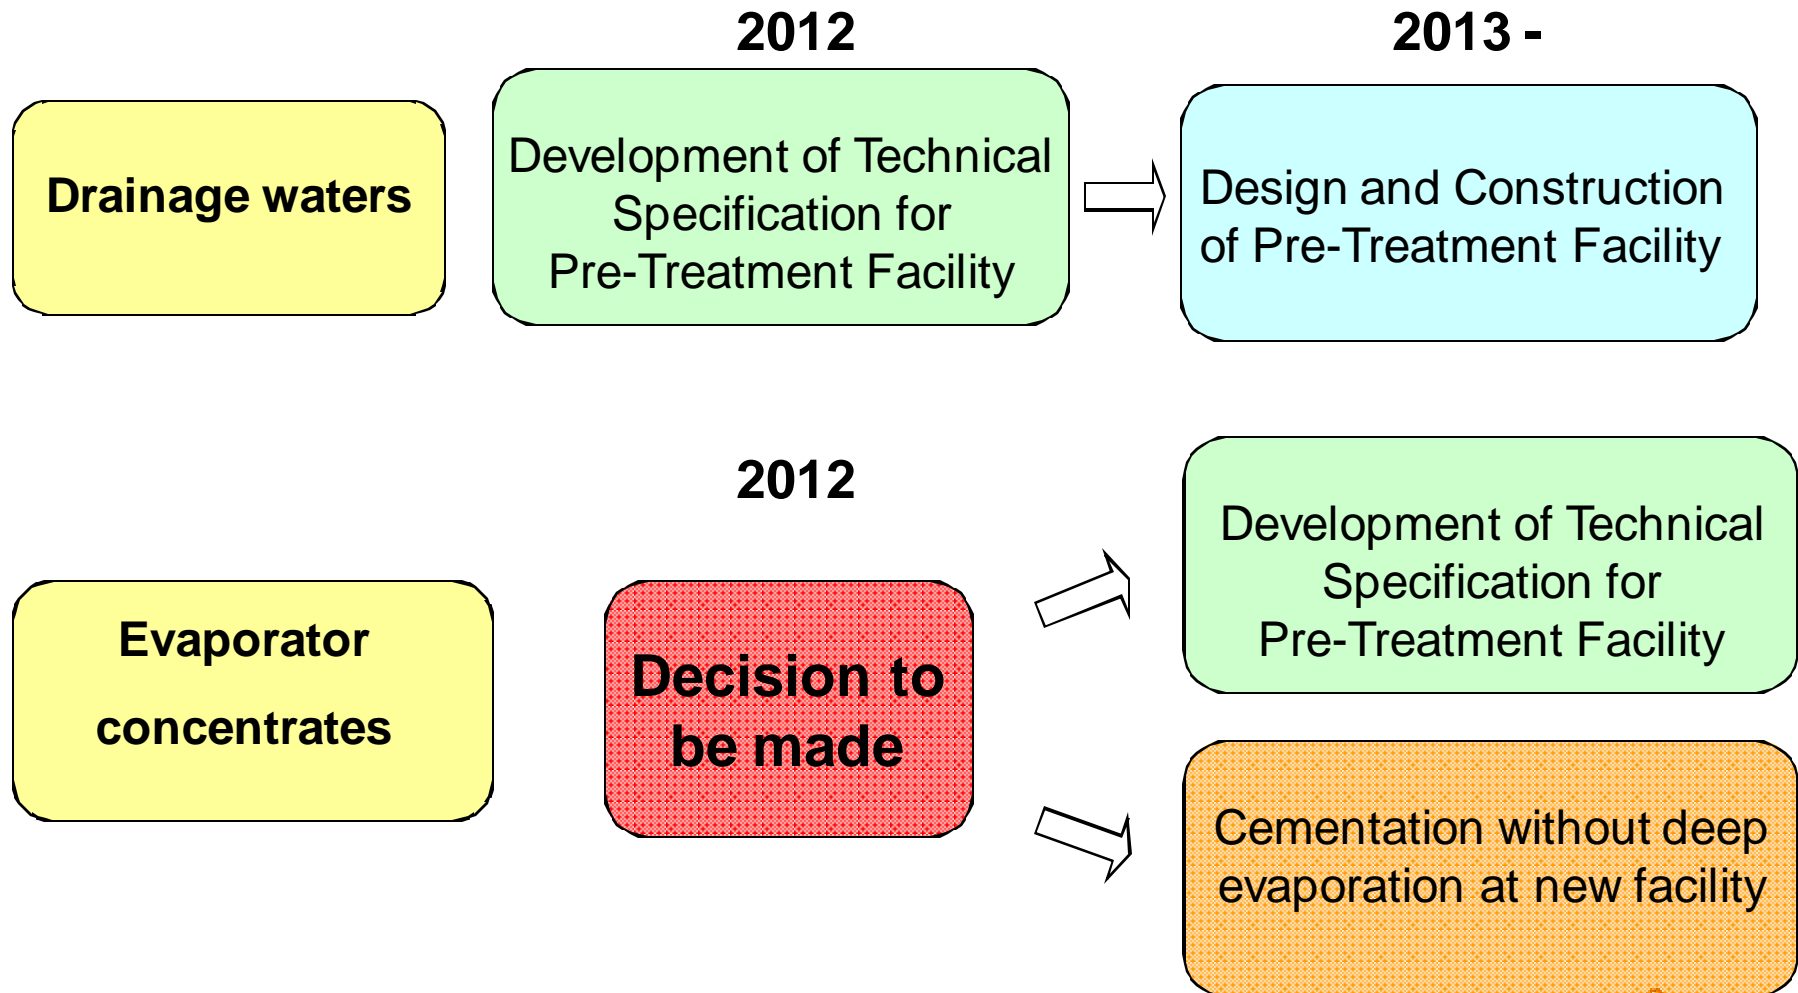 2012
2013 -
Drainage waters
Development of Technical
Specification for
Pre-Treatment Facility
Design and Construction
of Pre-Treatment Facility
2012
Evaporator
concentrates
Decision to
be made
Development of Technical
Specification for
Pre-Treatment Facility
Cementation without deep
evaporation at new facility